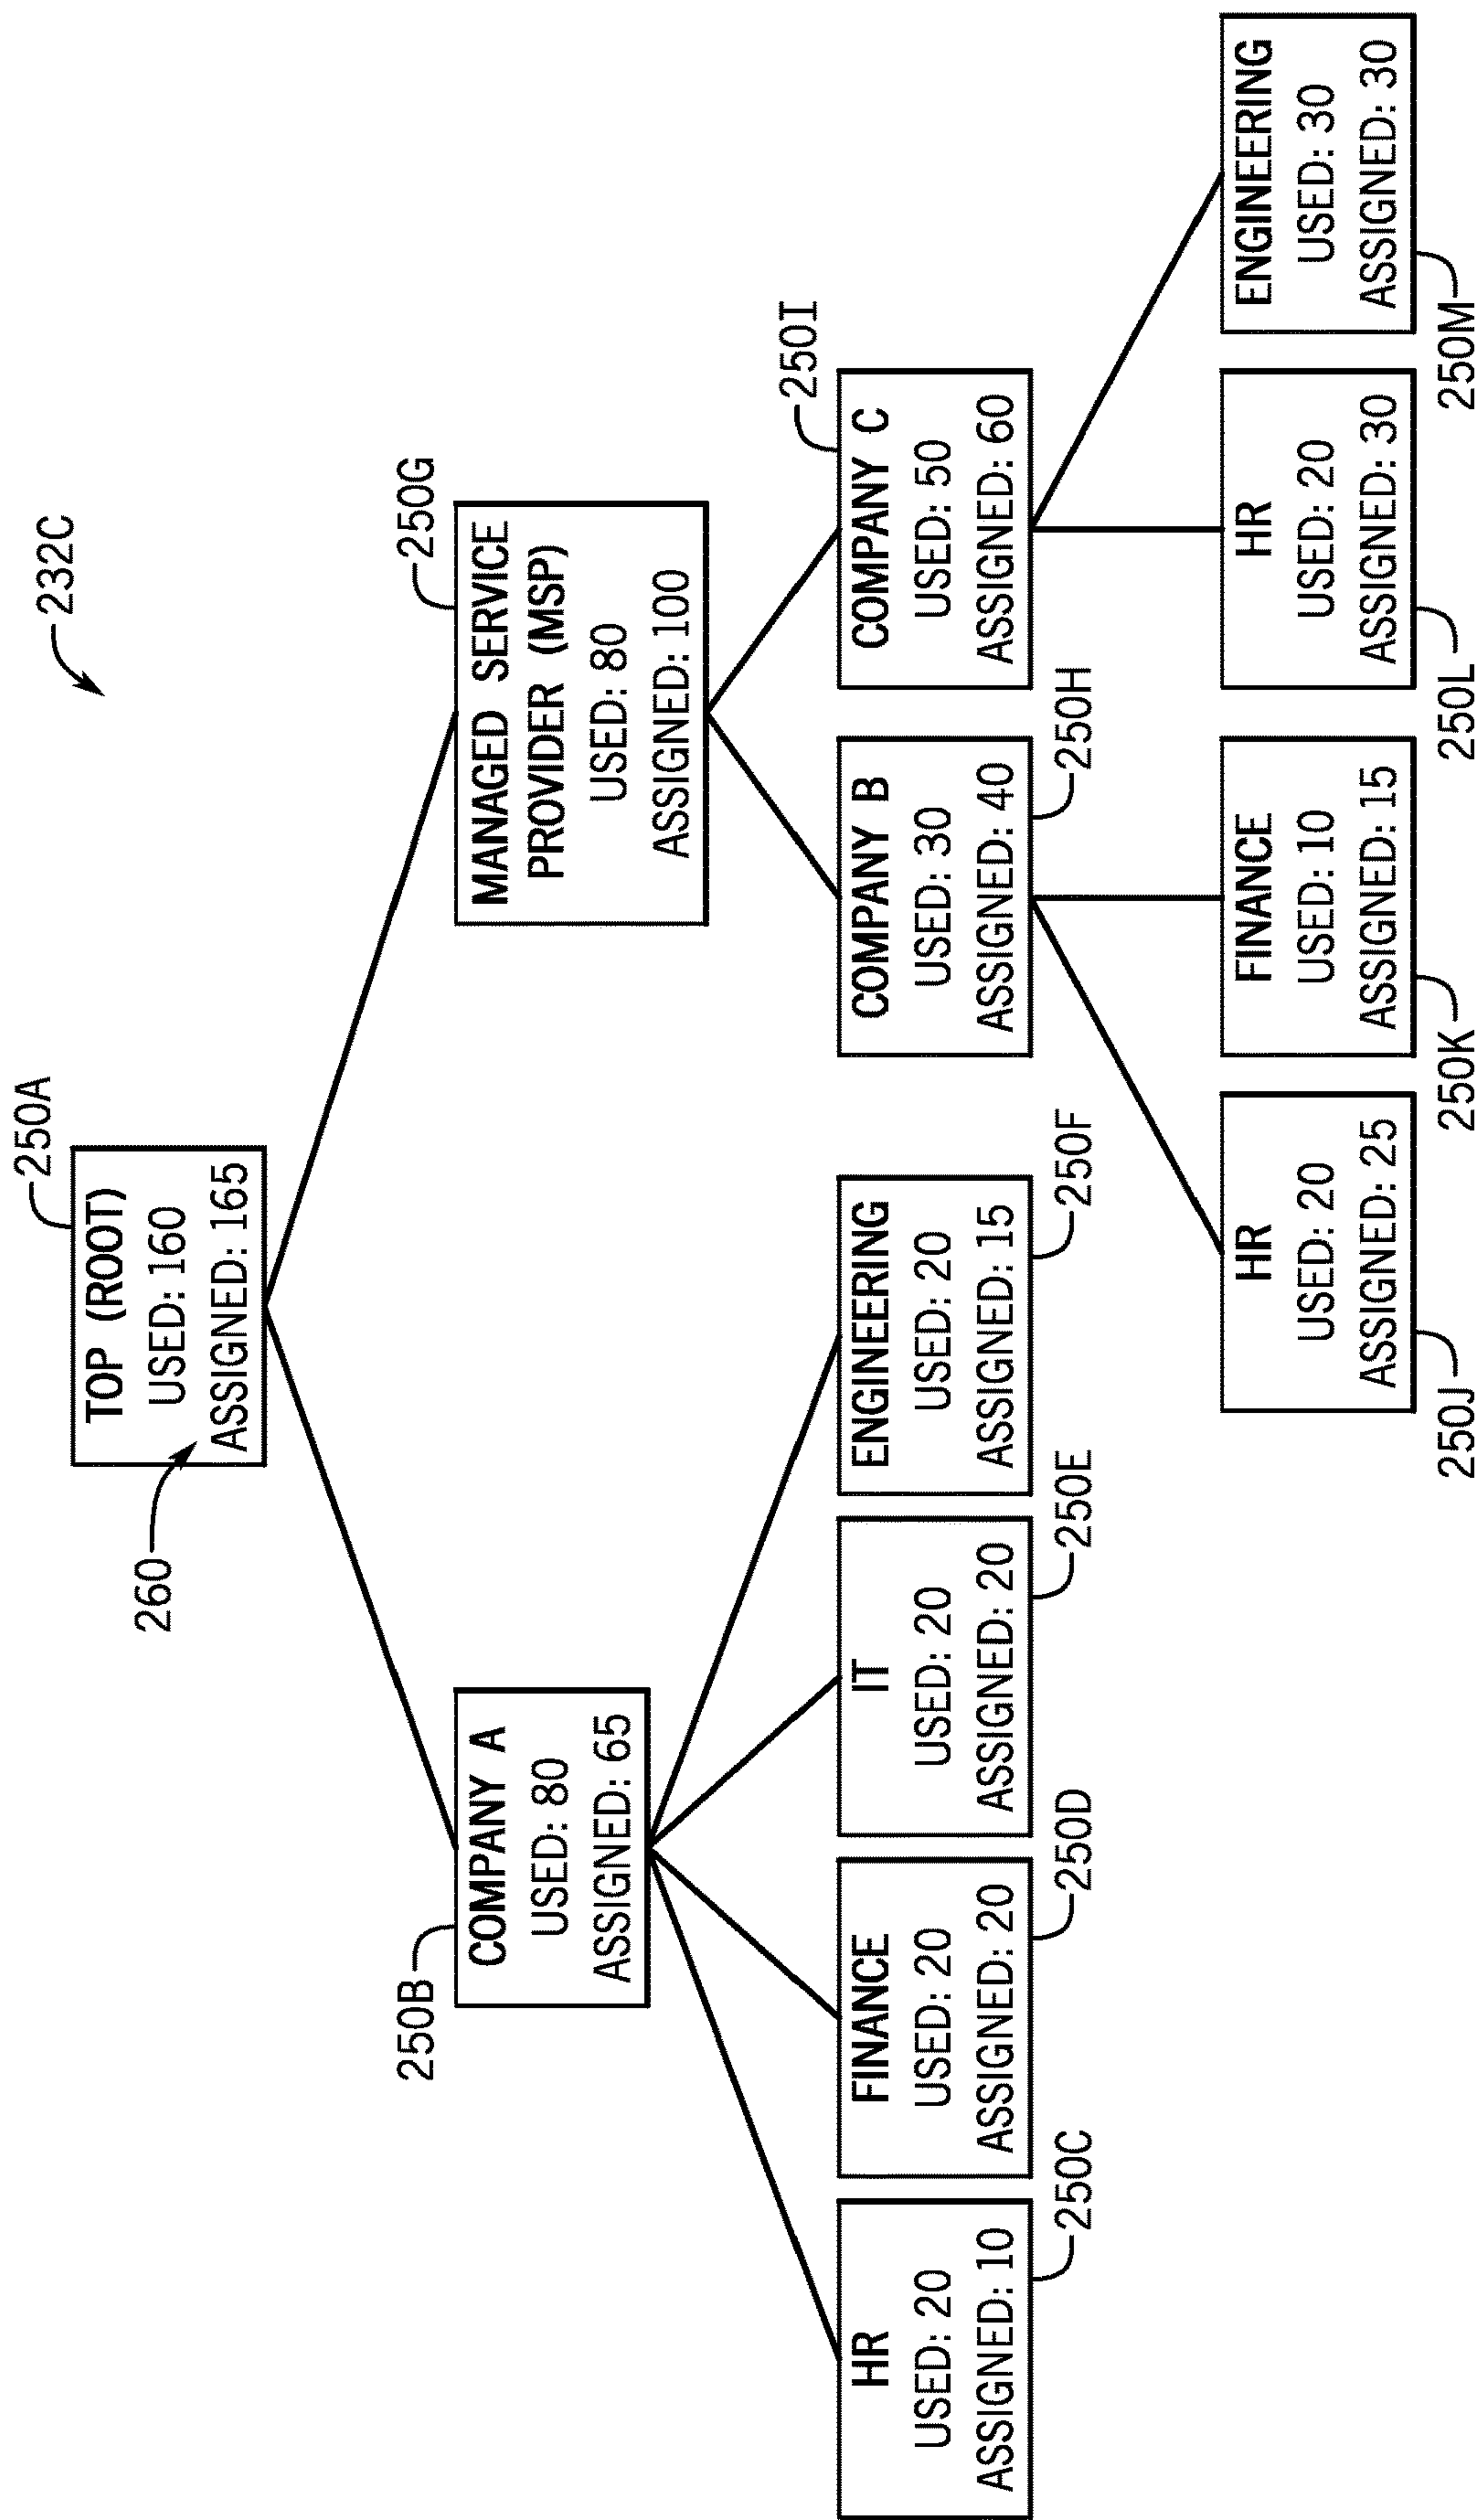 232C
250A
TOP (ROOT)
USED: 160
ASSIGNED: 165
260
250B
COMPANY A
USED: 80
ASSIGNED: 65
250G
MANAGED SERVICE
PROVIDER (MSP)
USED: 80
ASSIGNED: 100
HR
USED: 20
ASSIGNED: 10
250C
FINANCE
USED: 20
ASSIGNED: 20
250D
IT
USED: 20
ASSIGNED: 20
250E
ENGINEERING
USED: 20
ASSIGNED: 15
250F
COMPANY B
USED: 30
ASSIGNED: 40
250H
250I
COMPANY C
USED: 50
ASSIGNED: 60
HR
USED: 20
ASSIGNED: 25
250J
FINANCE
USED: 10
ASSIGNED: 15
250K
HR
USED: 20
ASSIGNED: 30
250L
ENGINEERING
USED: 30
ASSIGNED: 30
250M